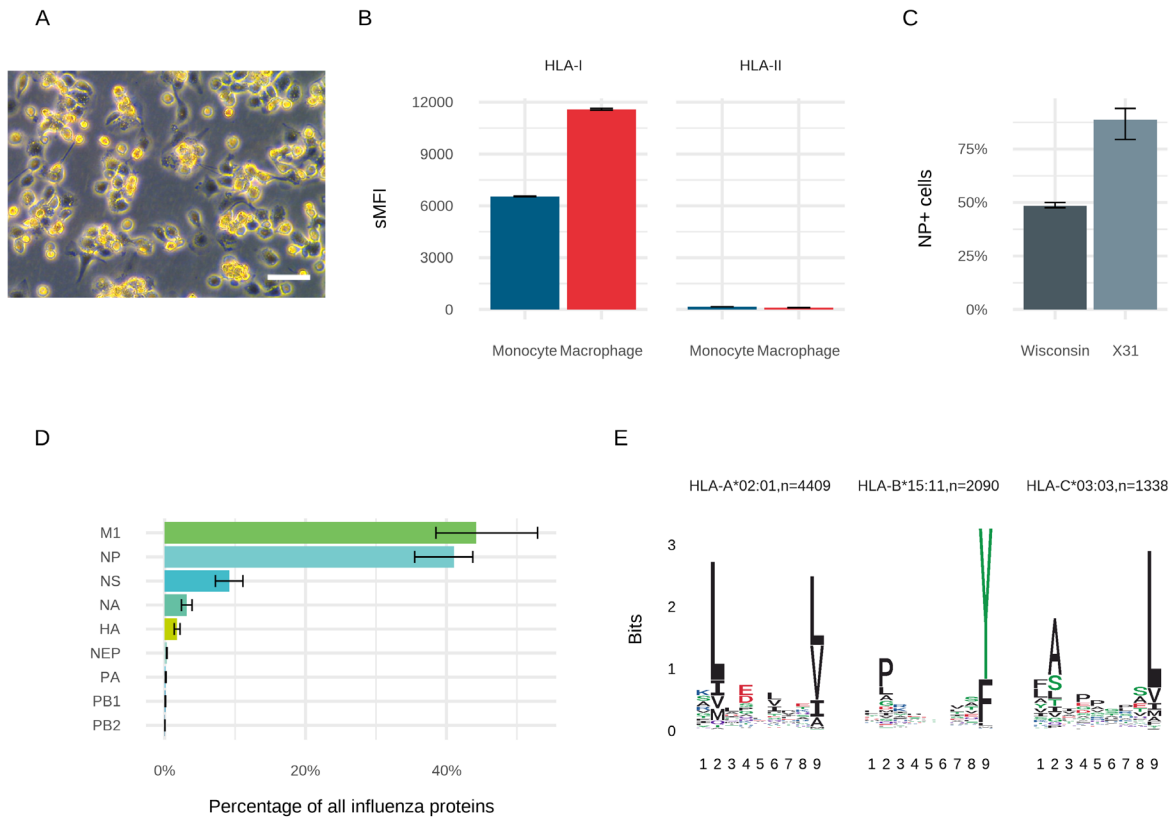 A
B
C
HLA-I
HLA-II
sMFI
12000
9000
6000
3000
0
Monocyte Macrophage
Monocyte Macrophage
NP+ cells
75%
50%
25%
0%
Wisconsin X31
D
M1
NP
NS
NA
HA
NEP
PA
PB1
PB2
0% 20% 40%
Percentage of all influenza proteins
E
HLA-A*02:01,n=4409
HLA-B*15:11,n=2090
HLA-C*03:03,n=1338
Bits
3
2
1
0
1 2 3 4 5 6 7 8 9
1 2 3 4 5 6 7 8 9
1 2 3 4 5 6 7 8 9